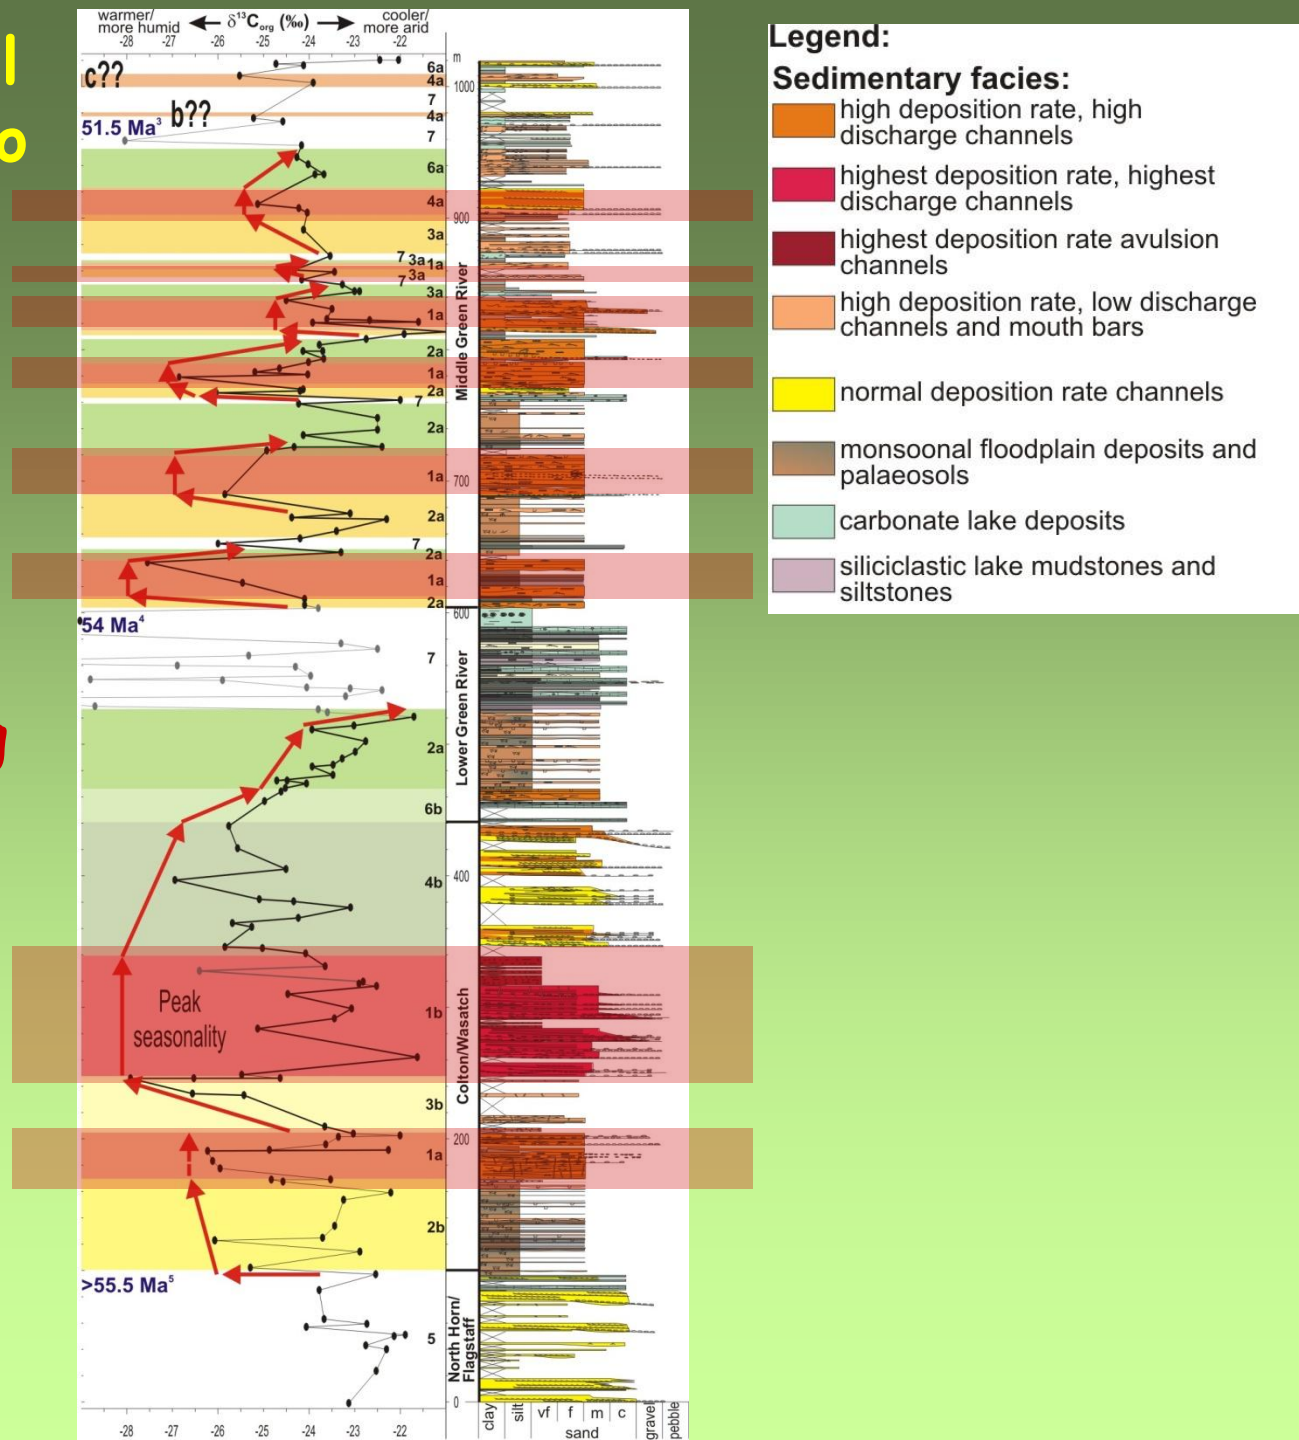 warmer/ cooler/
more humid δ¹³Corg (‰) more arid
-28 -27 -26 -25 -24 -23 -22 m
6a
c??
4a
1000
7
b??
4a
51.5 Ma³
7
6a
4a
900
3a
7 3a 1a
7 3a
3a
1a
2a
1a
2a
7
2a
1a
700
2a
7
2a
1a
2a
600
54 Ma⁴
7
2a
6b
4b
400
Peak
seasonality
1b
3b
200
1a
2b
>55.5 Ma⁵
5
0
-28 -27 -26 -25 -24 -23 -22
Middle Green River
Lower Green River
Colton/Wasatch
North Horn/
Flagstaff
clay silt vf f m c gravel pebble
sand
Legend:
Sedimentary facies:
high deposition rate, high
discharge channels
highest deposition rate, highest
discharge channels
highest deposition rate avulsion
channels
high deposition rate, low discharge
channels and mouth bars
normal deposition rate channels
monsoonal floodplain deposits and
palaeosols
carbonate lake deposits
siliciclastic lake mudstones and
siltstones